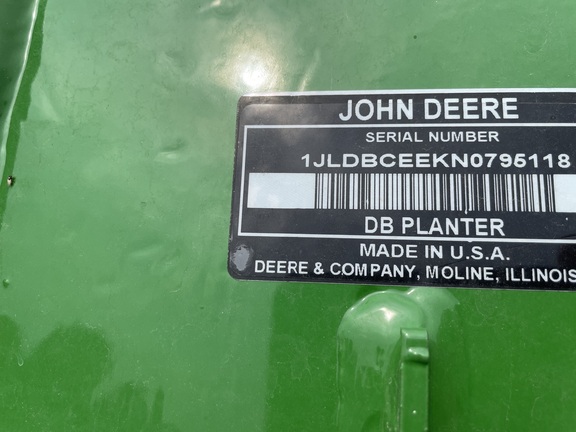 JOHN DEERE
SERIAL NUMBER
1JLDBCEEKN0795118
DB PLANTER
MADE IN U.S.A.
DEERE & COMPANY, MOLINE, ILLINOIS